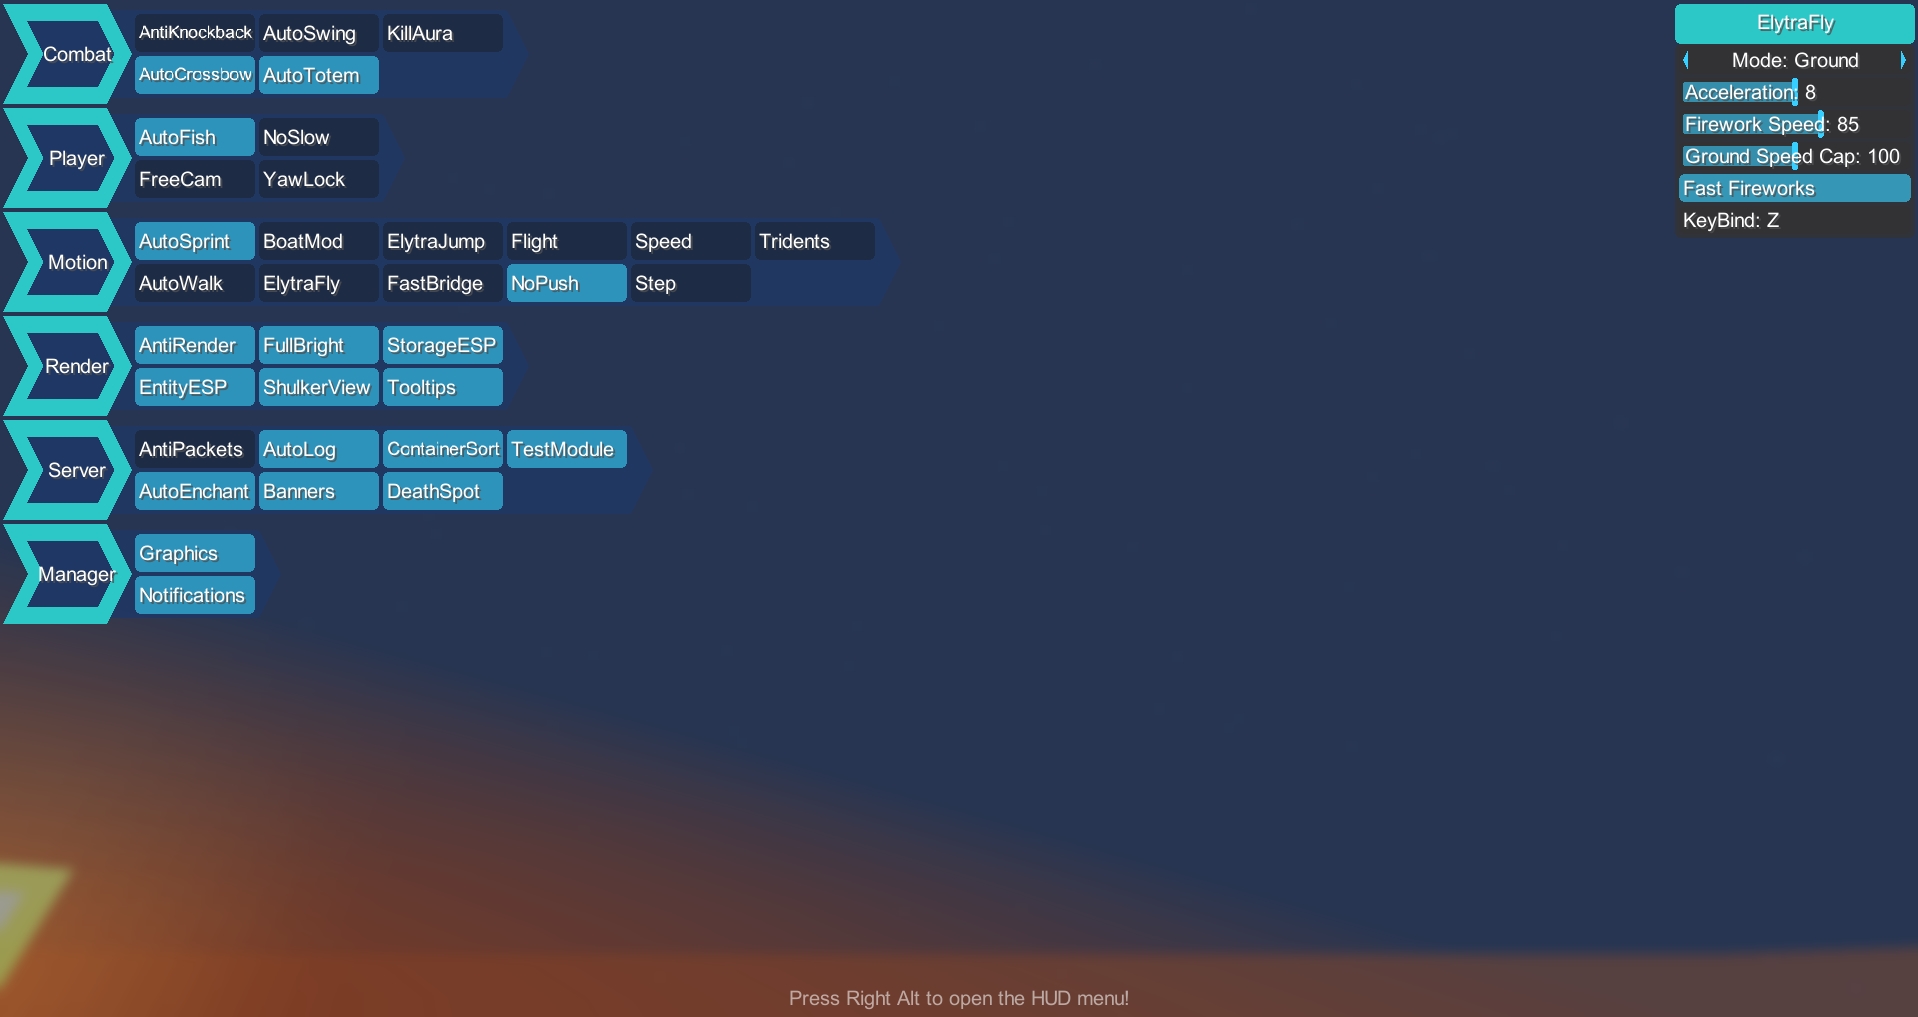 Combat
AntiKnockback AutoSwing KillAura
AutoCrossbow AutoTotem
Player
AutoFish NoSlow
FreeCam YawLock
Motion
AutoSprint BoatMod ElytraJump Flight Speed Tridents
AutoWalk ElytraFly FastBridge NoPush Step
Render
AntiRender FullBright StorageESP
EntityESP ShulkerView Tooltips
Server
AntiPackets AutoLog ContainerSort TestModule
AutoEnchant Banners DeathSpot
Manager
Graphics
Notifications
ElytraFly
Mode: Ground
Acceleration: 8
Firework Speed: 85
Ground Speed Cap: 100
Fast Fireworks
KeyBind: Z
Press Right Alt to open the HUD menu!